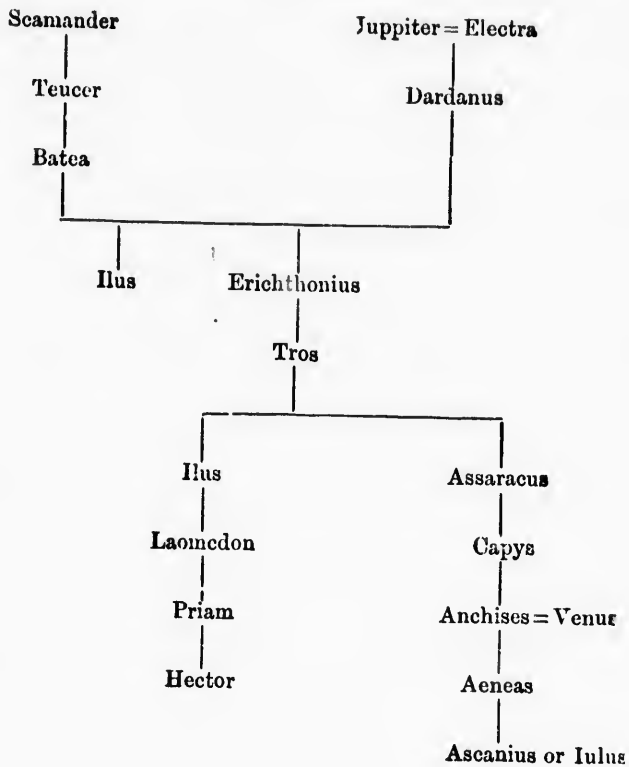 Scamander Juppiter = Electra
Teucer Dardanus
Batea
Ilus Erichthonius
Tros
Ilus Assaracus
Laomedon Capys
Priam Anchises = Venus
Hector Aeneas
Ascanius or Iulus